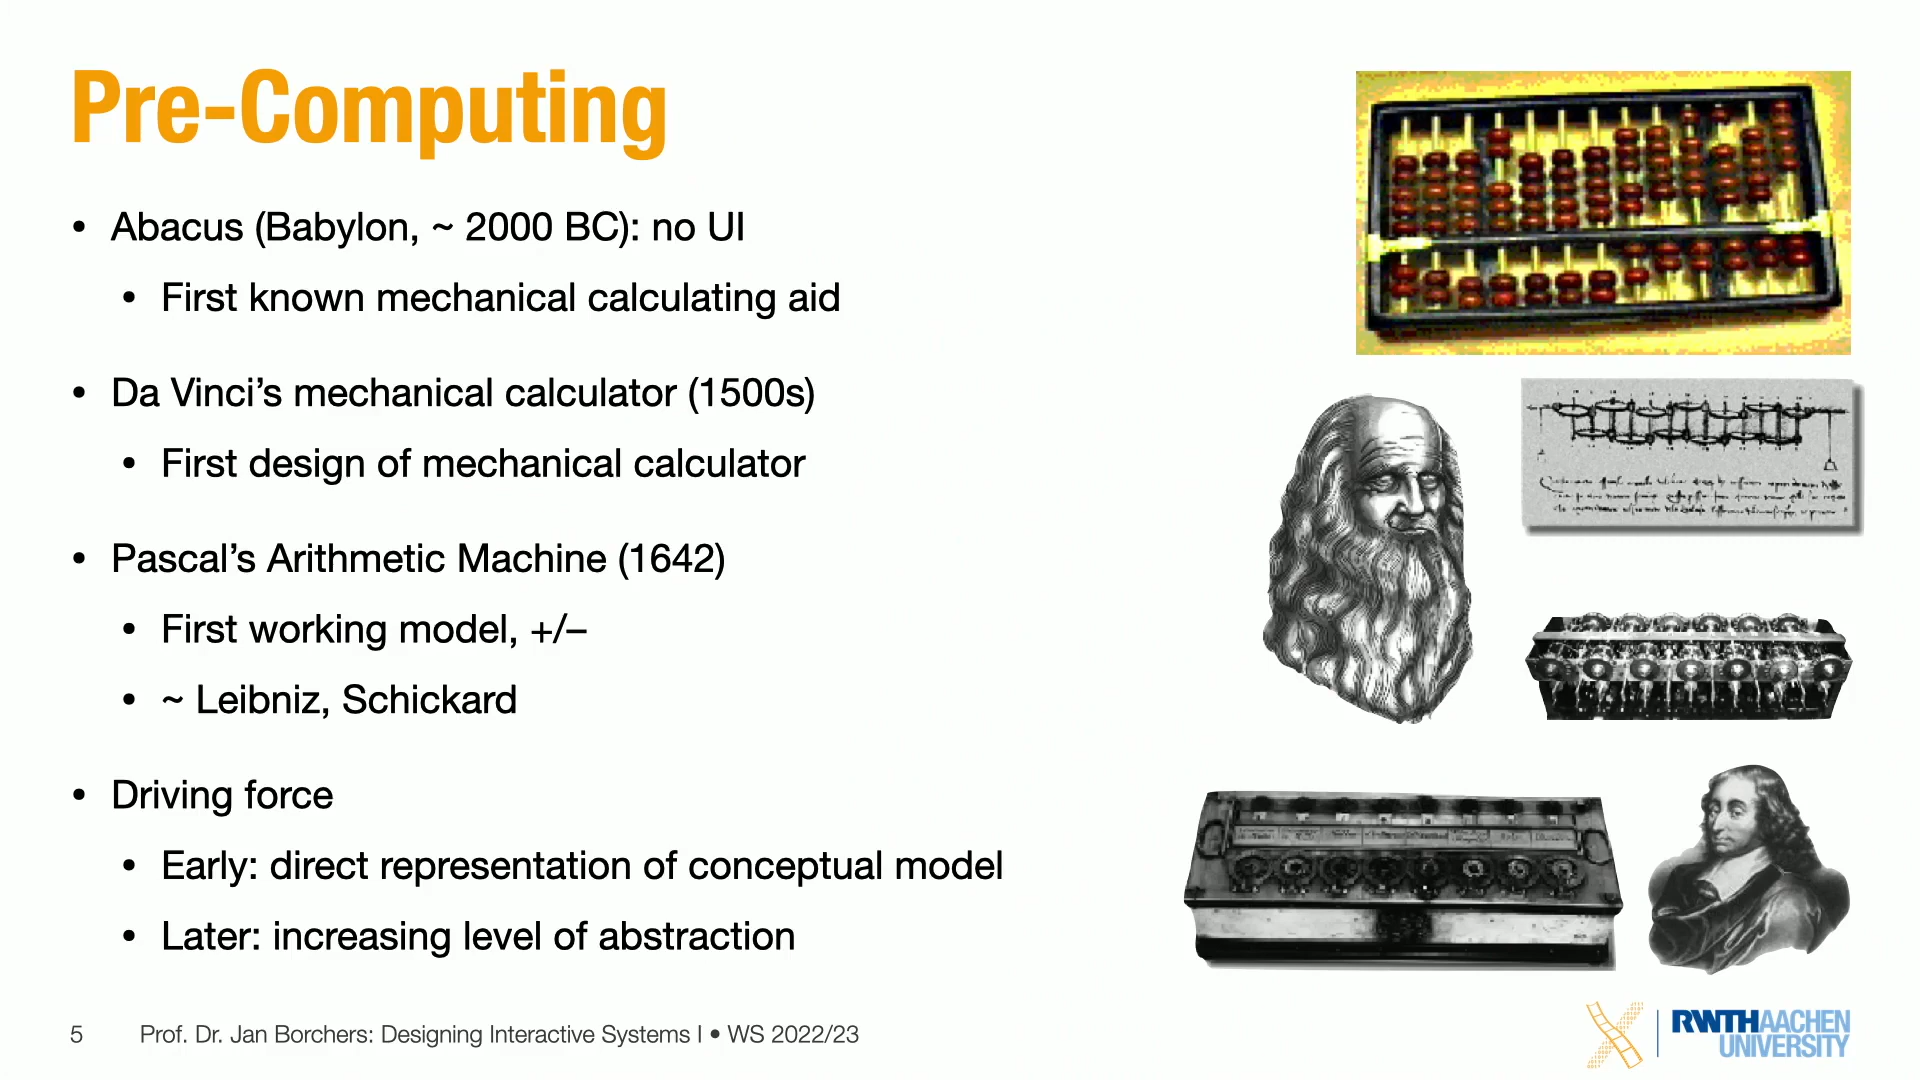 Pre-Computing
• Abacus (Babylon, ~ 2000 BC): no UI
• First known mechanical calculating aid
• Da Vinci’s mechanical calculator (1500s)
• First design of mechanical calculator
• Pascal’s Arithmetic Machine (1642)
• First working model, +/–
• ~ Leibniz, Schickard
• Driving force
• Early: direct representation of conceptual model
• Later: increasing level of abstraction
5 Prof. Dr. Jan Borchers: Designing Interactive Systems I • WS 2022/23
RWTHAACHEN
UNIVERSITY